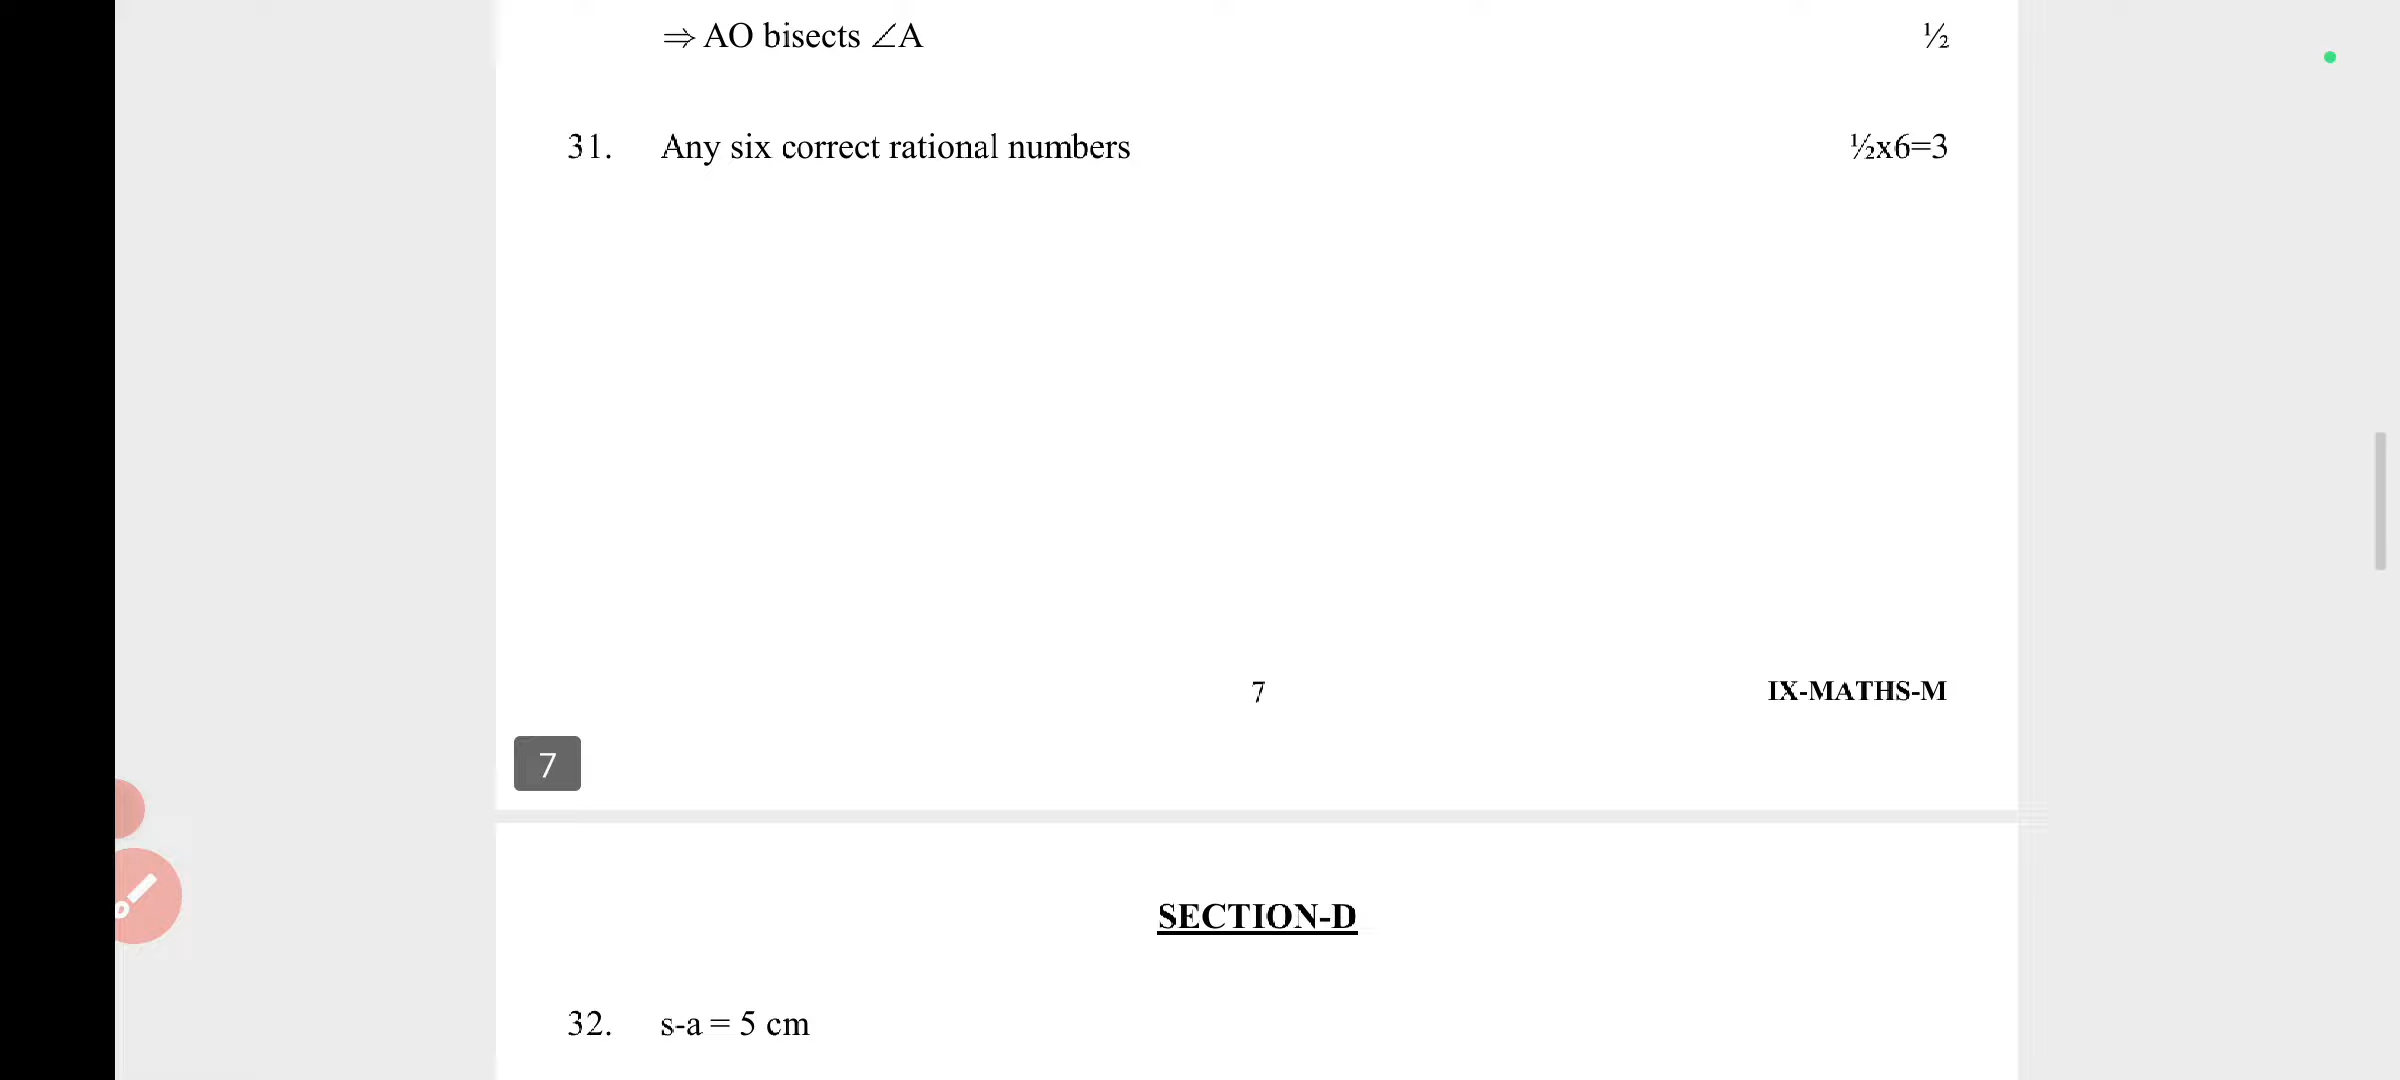 ⇒ AO bisects ∠A ½
31. Any six correct rational numbers ½x6=3
7 IX-MATHS-M
7
SECTION-D
32. s-a = 5 cm